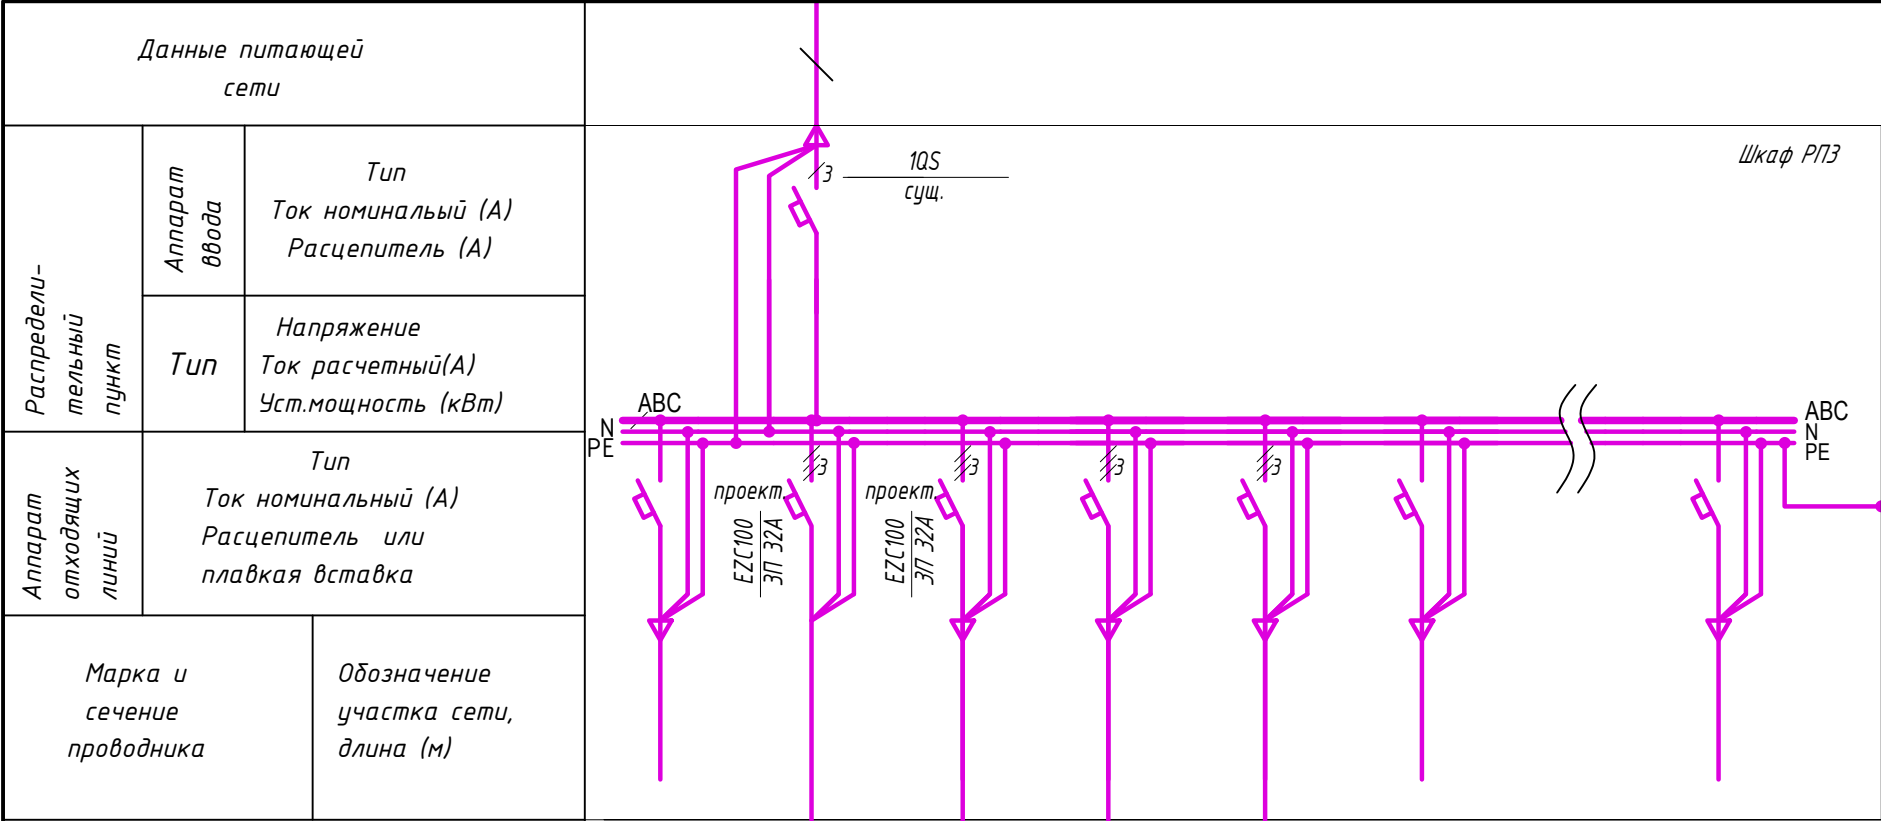 Данные питающей
сети
Распредели-
тельный
пункт
Аппарат
ввода
Тип
Ток номинальый (А)
Расцепитель (А)
Тип
Напряжение
Ток расчетный(А)
Уст.мощность (кВт)
Аппарат
отходящих
линий
Тип
Ток номинальный (А)
Расцепитель или
плавкая вставка
Марка и
сечение
проводника
Обозначение
участка сети,
длина (м)
3
1QS
сущ.
Шкаф РП3
ABC
N
PE
ABC
N
PE
3
3
3
3
проект.
EZC100
3П 32А
проект.
EZC100
3П 32А